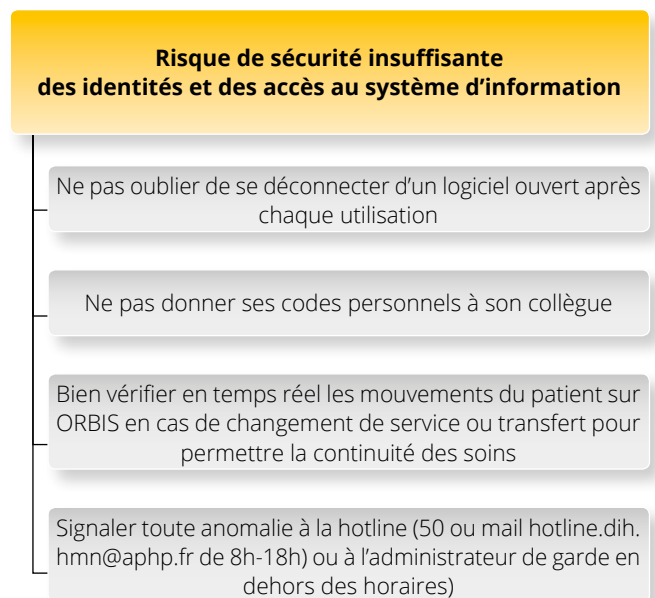 Risque de sécurité insuffisante
des identités et des accès au système d’information
Ne pas oublier de se déconnecter d’un logiciel ouvert après
chaque utilisation
Ne pas donner ses codes personnels à son collègue
Bien vérifier en temps réel les mouvements du patient sur
ORBIS en cas de changement de service ou transfert pour
permettre la continuité des soins
Signaler toute anomalie à la hotline (50 ou mail hotline.dih.
hmn@aphp.fr de 8h-18h) ou à l’administrateur de garde en
dehors des horaires)